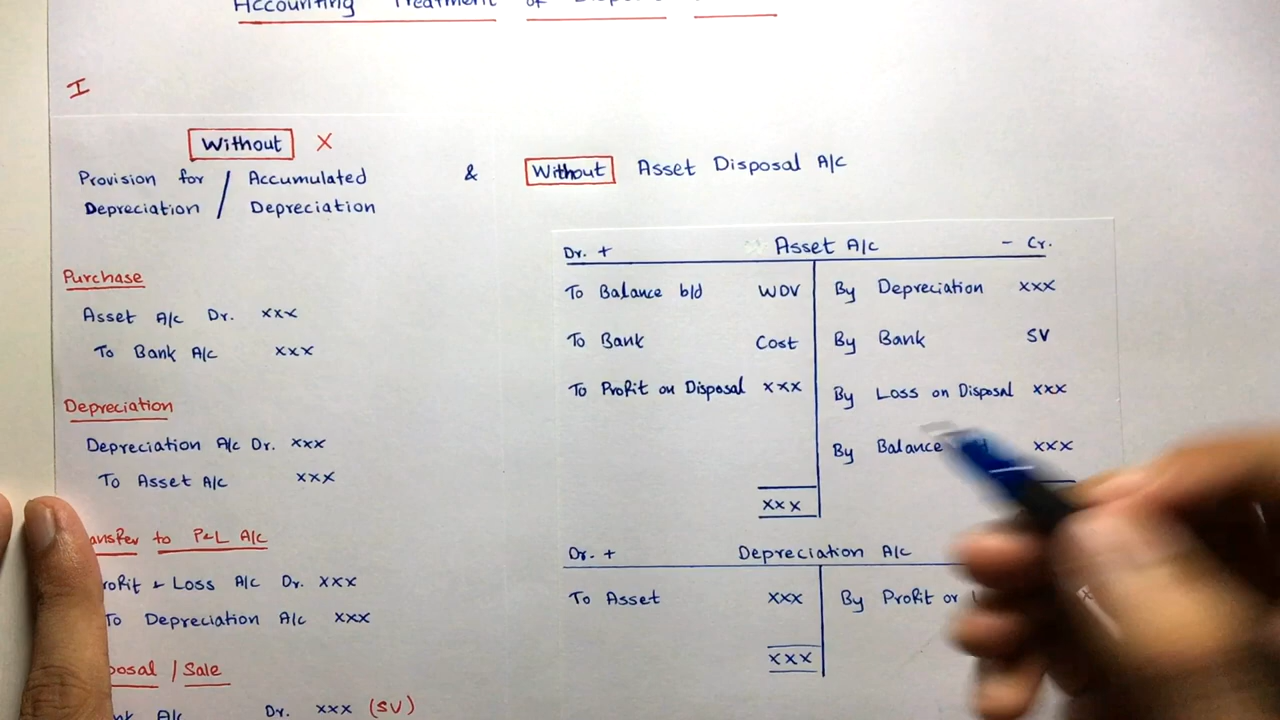 Accounting Treatment of
I
Without X
Provision for / Accumulated
Depreciation / Depreciation
& Without Asset Disposal A/c
Purchase
Asset A/c Dr. xxx
To Bank A/c xxx
Depreciation
Depreciation A/c Dr. xxx
To Asset A/c xxx
to P&L A/c
& Loss A/c Dr. xxx
To Depreciation A/c xxx
/ Sale
A/c Dr. xxx (SV)
Dr. + Asset A/c - Cr.
To Balance b/d WDV By Depreciation xxx
To Bank Cost By Bank SV
To Profit on Disposal xxx By Loss on Disposal xxx
By Balance xxx
xxx
Dr. + Depreciation A/c
To Asset xxx By Profit or
xxx